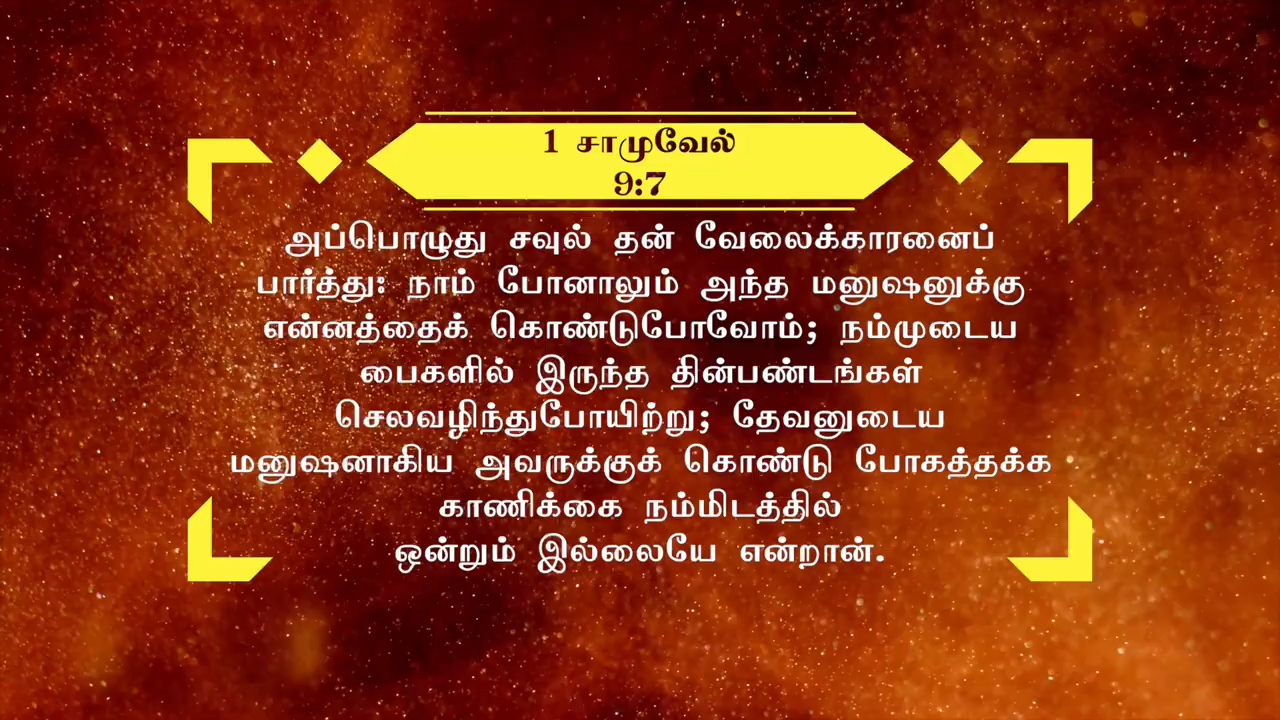 1 சாமுவேல்
9:7
அப்பொழுது சவுல் தன் வேலைக்காரனைப்
பார்த்து: நாம் போனாலும் அந்த மனுஷனுக்கு
என்னத்தைக் கொண்டுபோவோம்; நம்முடைய
பைகளில் இருந்த தின்பண்டங்கள்
செலவழிந்துபோயிற்று; தேவனுடைய
மனுஷனாகிய அவருக்குக் கொண்டு போகத்தக்க
காணிக்கை நம்மிடத்தில்
ஒன்றும் இல்லையே என்றான்.